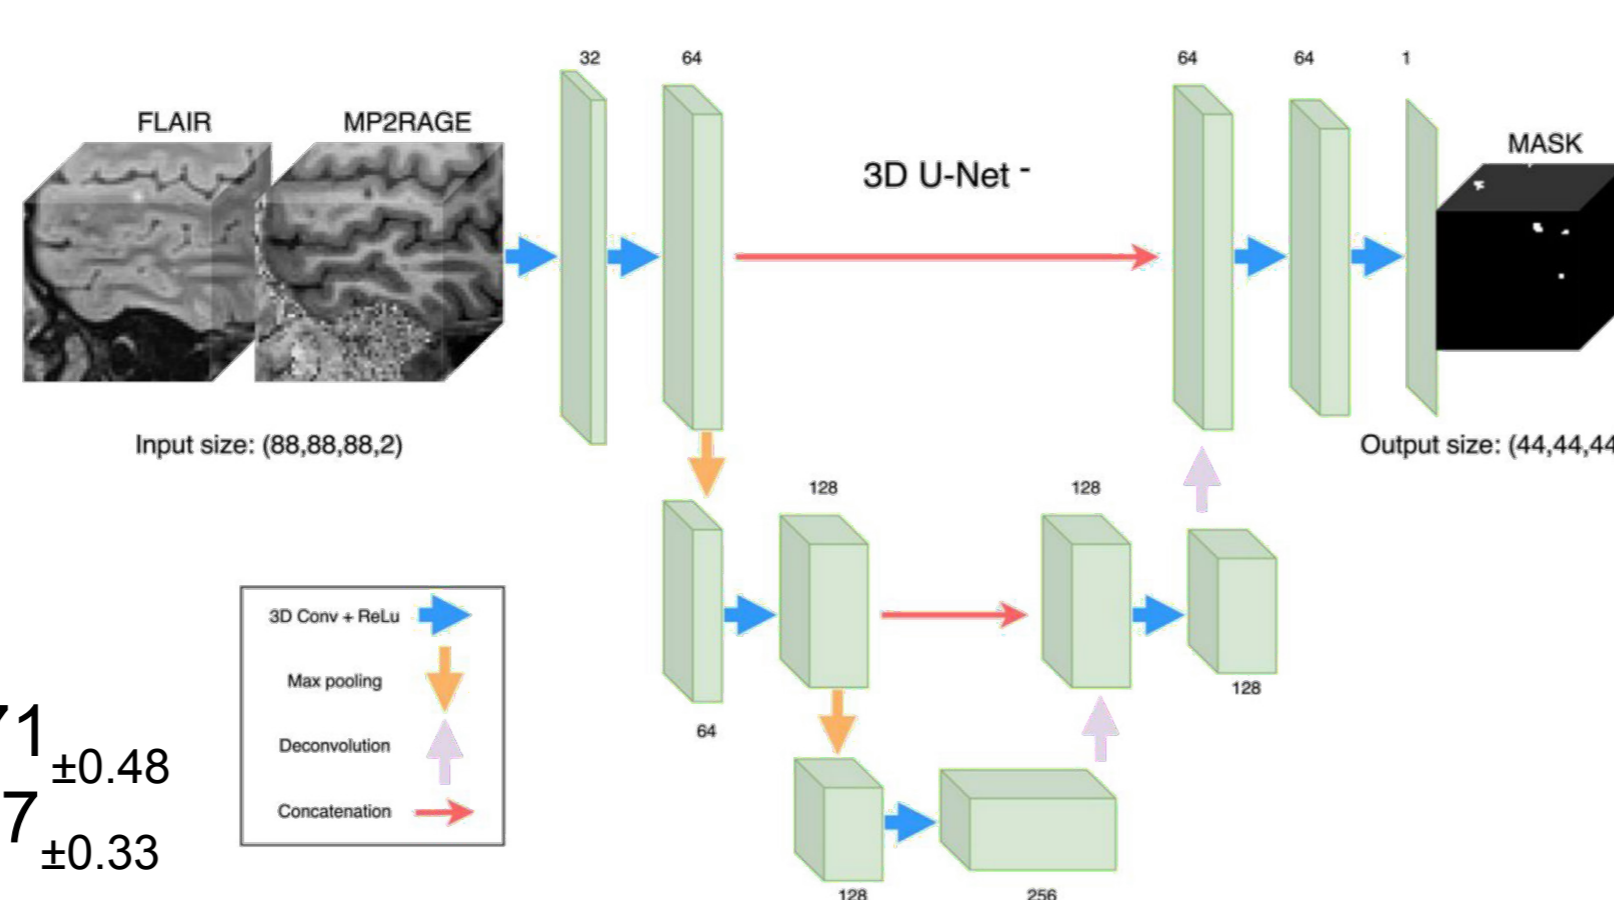 32
64
64
64
1
FLAIR
MP2RAGE
3D U-Net -
MASK
Input size: (88,88,88,2)
Output size: (44,44,44
128
128
3D Conv + ReLu
Max pooling
Deconvolution
Concatenation
64
128
71 ±0.48
7 ±0.33
128
256